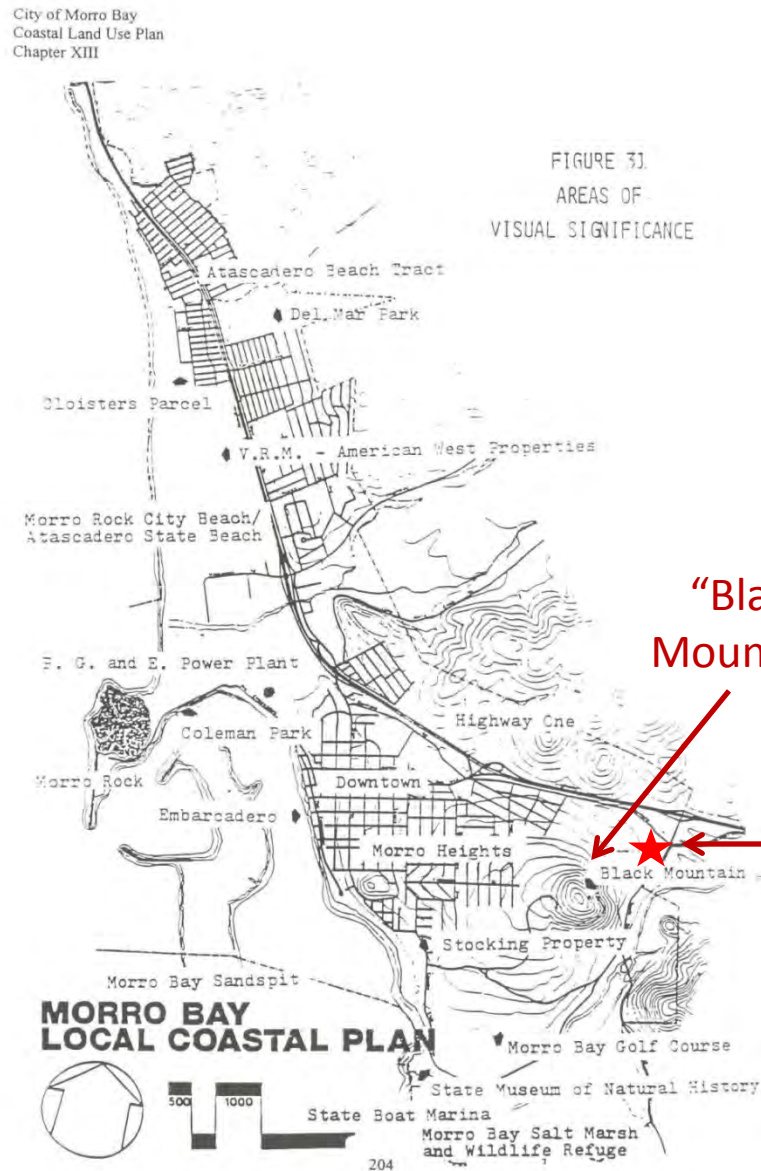 City of Morro Bay
Coastal Land Use Plan
Chapter XIII
FIGURE 31
AREAS OF
VISUAL SIGNIFICANCE
Atascadero Beach Tract
Del Mar Park
Cloisters Parcel
V.R.M. - American West Properties
Morro Rock City Beach/
Atascadero State Beach
“Bla
Moun
P. G. and E. Power Plant
Highway One
Coleman Park
Morro Rock
Downtown
Embarcadero
Morro Heights
Black Mountain
Stocking Property
Morro Bay Sandspit
MORRO BAY
LOCAL COASTAL PLAN
Morro Bay Golf Course
State Museum of Natural History
500 1000
State Boat Marina
Morro Bay Salt Marsh
and Wildlife Refuge
204